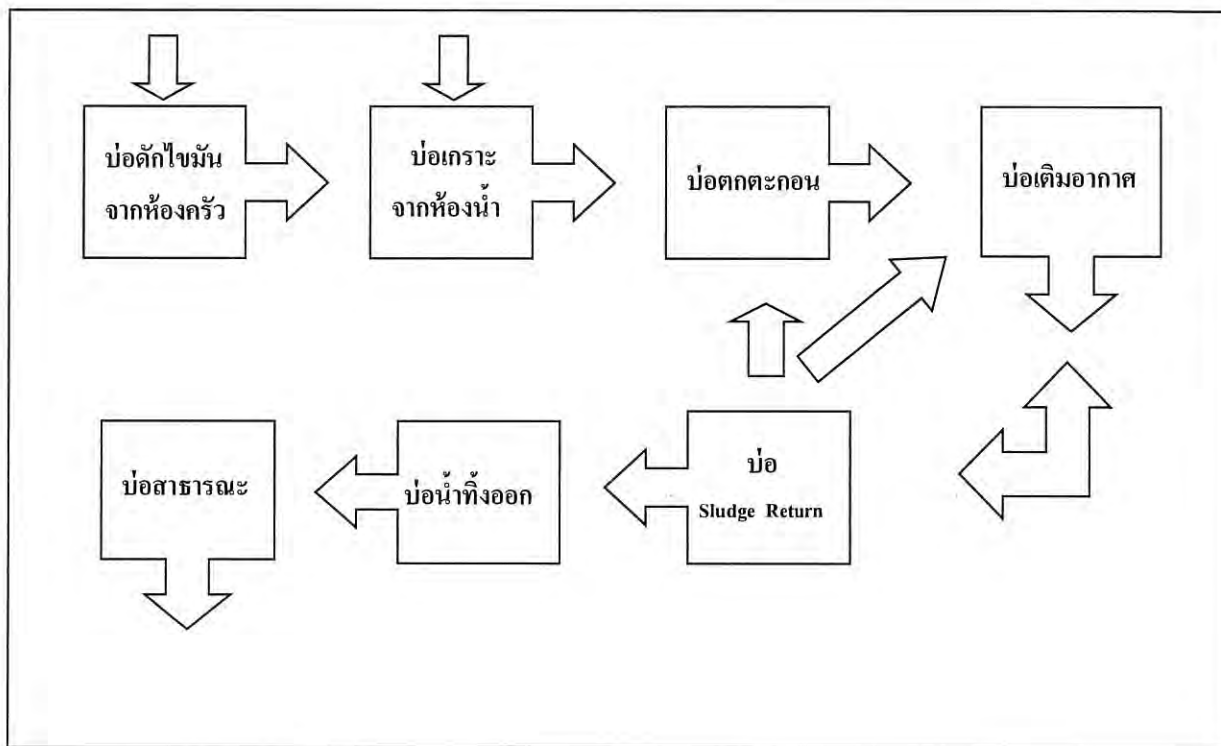 บ่อดักไขมัน
จากห้องครัว
บ่อเกราะ
จากห้องน้ำ
บ่อตกตะกอน
บ่อเติมอากาศ
บ่อสาธารณะ
บ่อน้ำทิ้งออก
บ่อ
Sludge Return